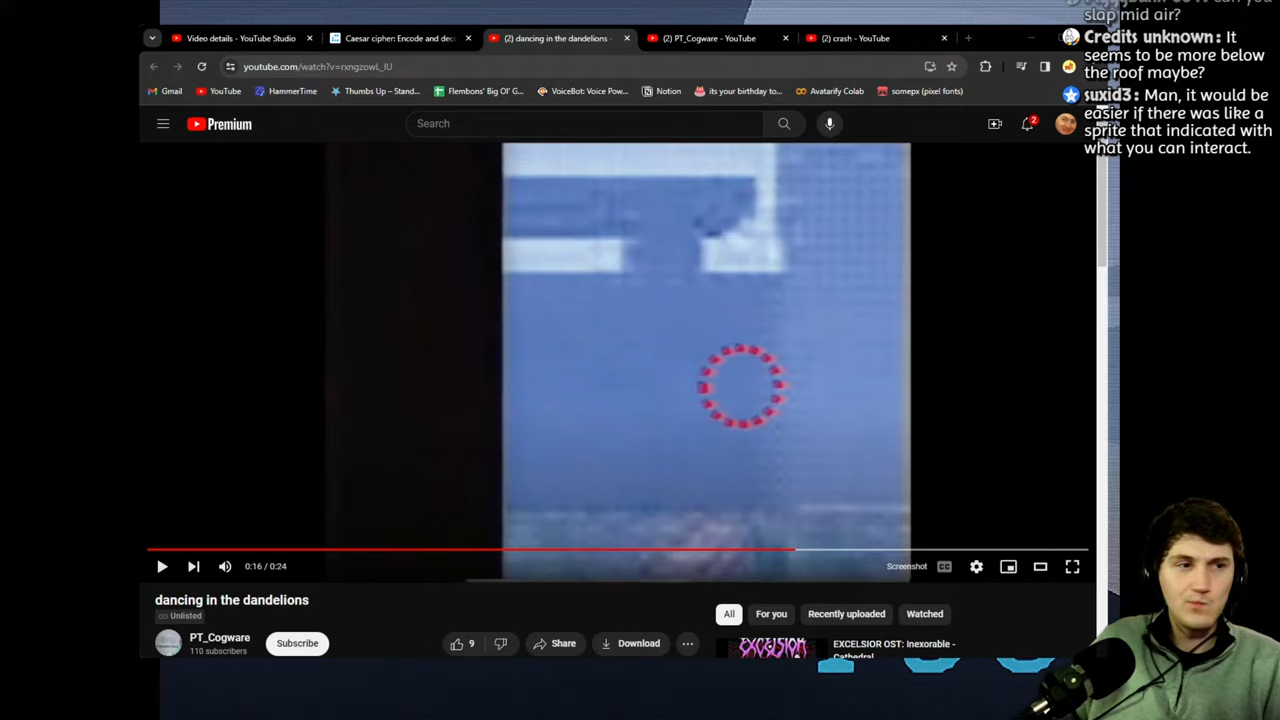 slap mid air?
Credits unknown: It
seems to be more below
the roof maybe?
suxid3: Man, it would be
easier if there was like a
sprite that indicated with
what you can interact.
Video details - YouTube Studio
Caesar cipher: Encode and dec
(2) dancing in the dandelions -
(2) PT_Cogware - YouTube
(2) crash - YouTube
youtube.com/watch?v=rxngzowL_IU
Gmail
YouTube
HammerTime
Thumbs Up – Stand...
Flembons' Big Ol' G...
VoiceBot: Voice Pow...
Notion
its your birthday to...
Avatarify Colab
somepx (pixel fonts)
Premium
Search
2
0:16 / 0:24
Screenshot
CC
dancing in the dandelions
Unlisted
PT_Cogware
110 subscribers
Subscribe
9
Share
Download
All
For you
Recently uploaded
Watched
EXCELSIOR
EXCELSIOR OST: Inexorable -
Cathedral